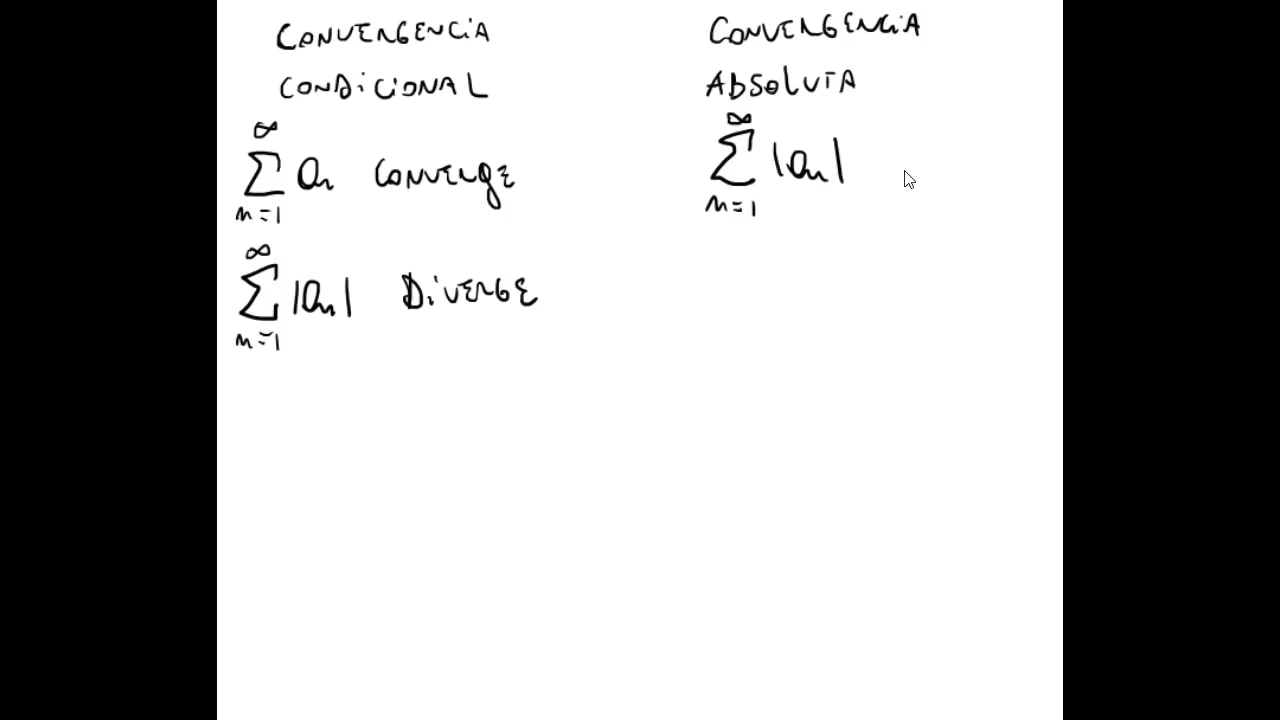 CONVERGENCIA
CONDICIONAL
∞
∑ an CONVERGE
n=1
∞
∑ |an| DIVERGE
n=1
CONVERGENCIA
ABSOLUTA
∞
∑ |an|
n=1